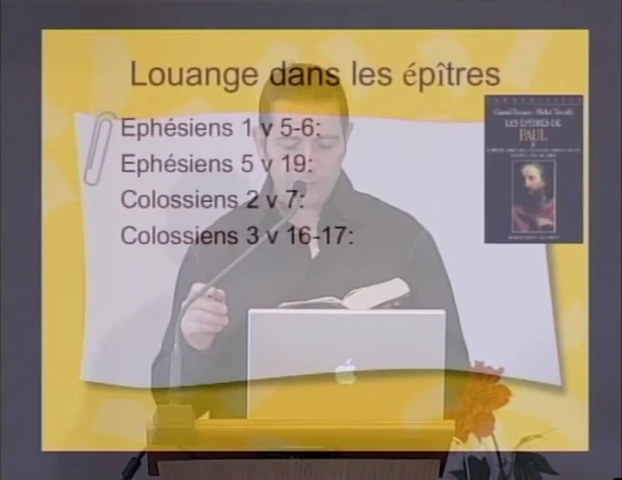 Louange dans les épîtres
Ephésiens 1 v 5-6:
Ephésiens 5 v 19:
Colossiens 2 v 7:
Colossiens 3 v 16-17:
LES ÉPÎTRES DE
PAUL